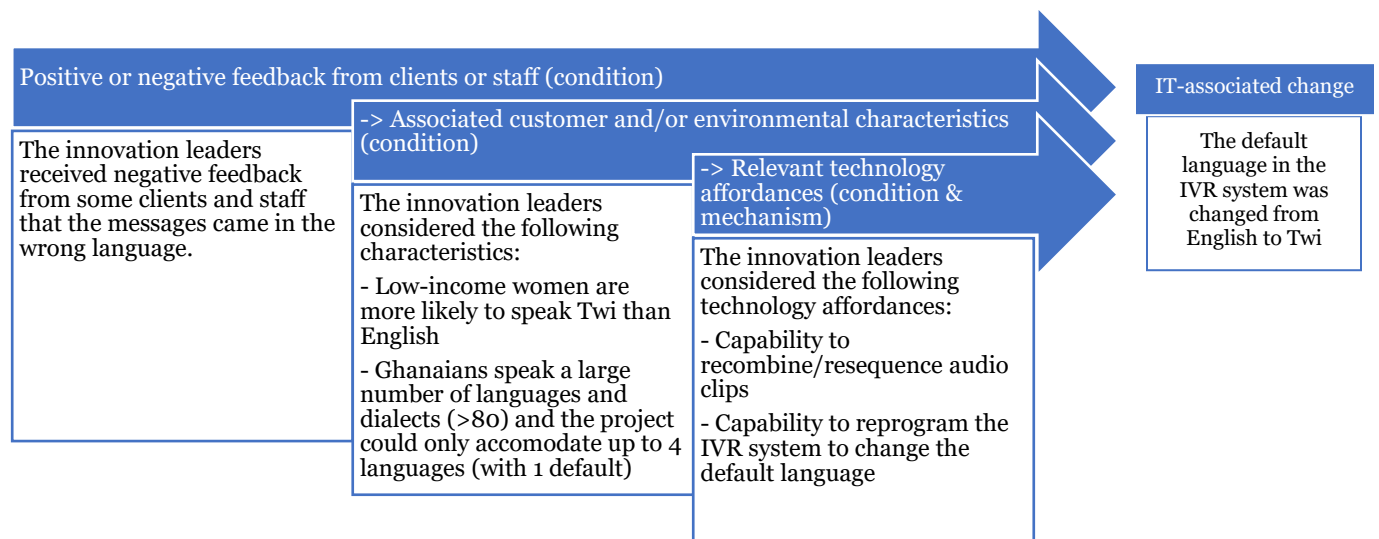 Positive or negative feedback from clients or staff (condition)
The innovation leaders
received negative feedback
from some clients and staff
that the messages came in the
wrong language.
-> Associated customer and/or environmental characteristics
(condition)
The innovation leaders
considered the following
characteristics:
- Low-income women are
more likely to speak Twi than
English
- Ghanaians speak a large
number of languages and
dialects (>80) and the project
could only accomodate up to 4
languages (with 1 default)
-> Relevant technology
affordances (condition &
mechanism)
The innovation leaders
considered the following
technology affordances:
- Capability to
recombine/resequence audio
clips
- Capability to reprogram the
IVR system to change the
default language
IT-associated change
The default
language in the
IVR system was
changed from
English to Twi